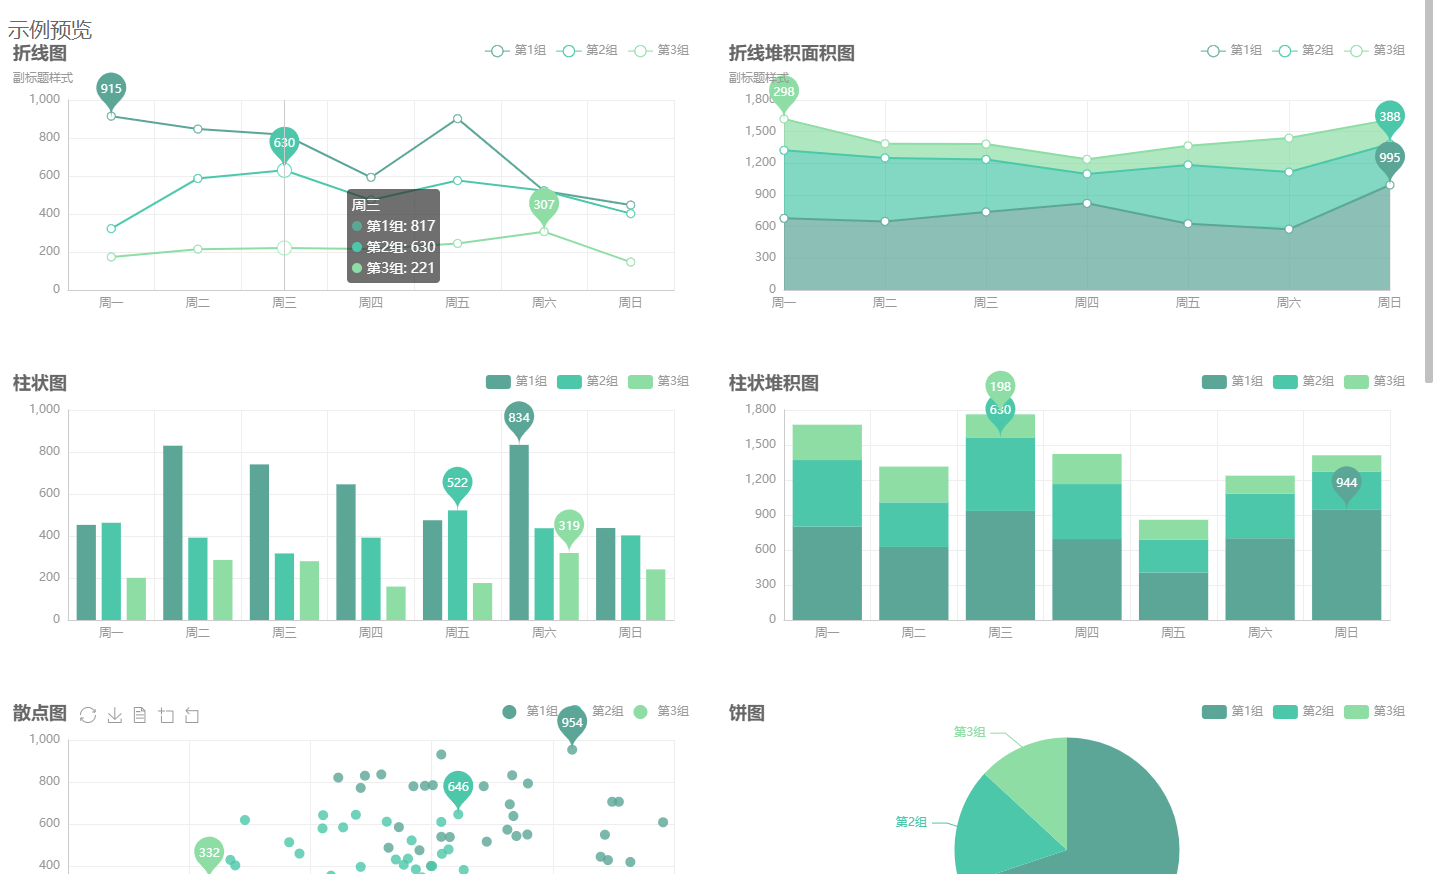 示例预览
折线图
第1组 第2组 第3组
副标题样式
915
1,000
800
630
600
周三
第1组: 817
第2组: 630
第3组: 221
307
400
200
0
周一 周二 周三 周四 周五 周六 周日
折线堆积面积图
第1组 第2组 第3组
副标题样式
298
1,800
388
1,500
995
1,200
900
600
300
0
周一 周二 周三 周四 周五 周六 周日
柱状图
第1组 第2组 第3组
1,000
834
800
522
600
319
400
200
0
周一 周二 周三 周四 周五 周六 周日
柱状堆积图
第1组 第2组 第3组
198
630
1,800
1,500
944
1,200
900
600
300
0
周一 周二 周三 周四 周五 周六 周日
散点图
第1组 第2组 第3组
954
1,000
800
646
600
332
400
饼图
第1组 第2组 第3组
第3组
第2组